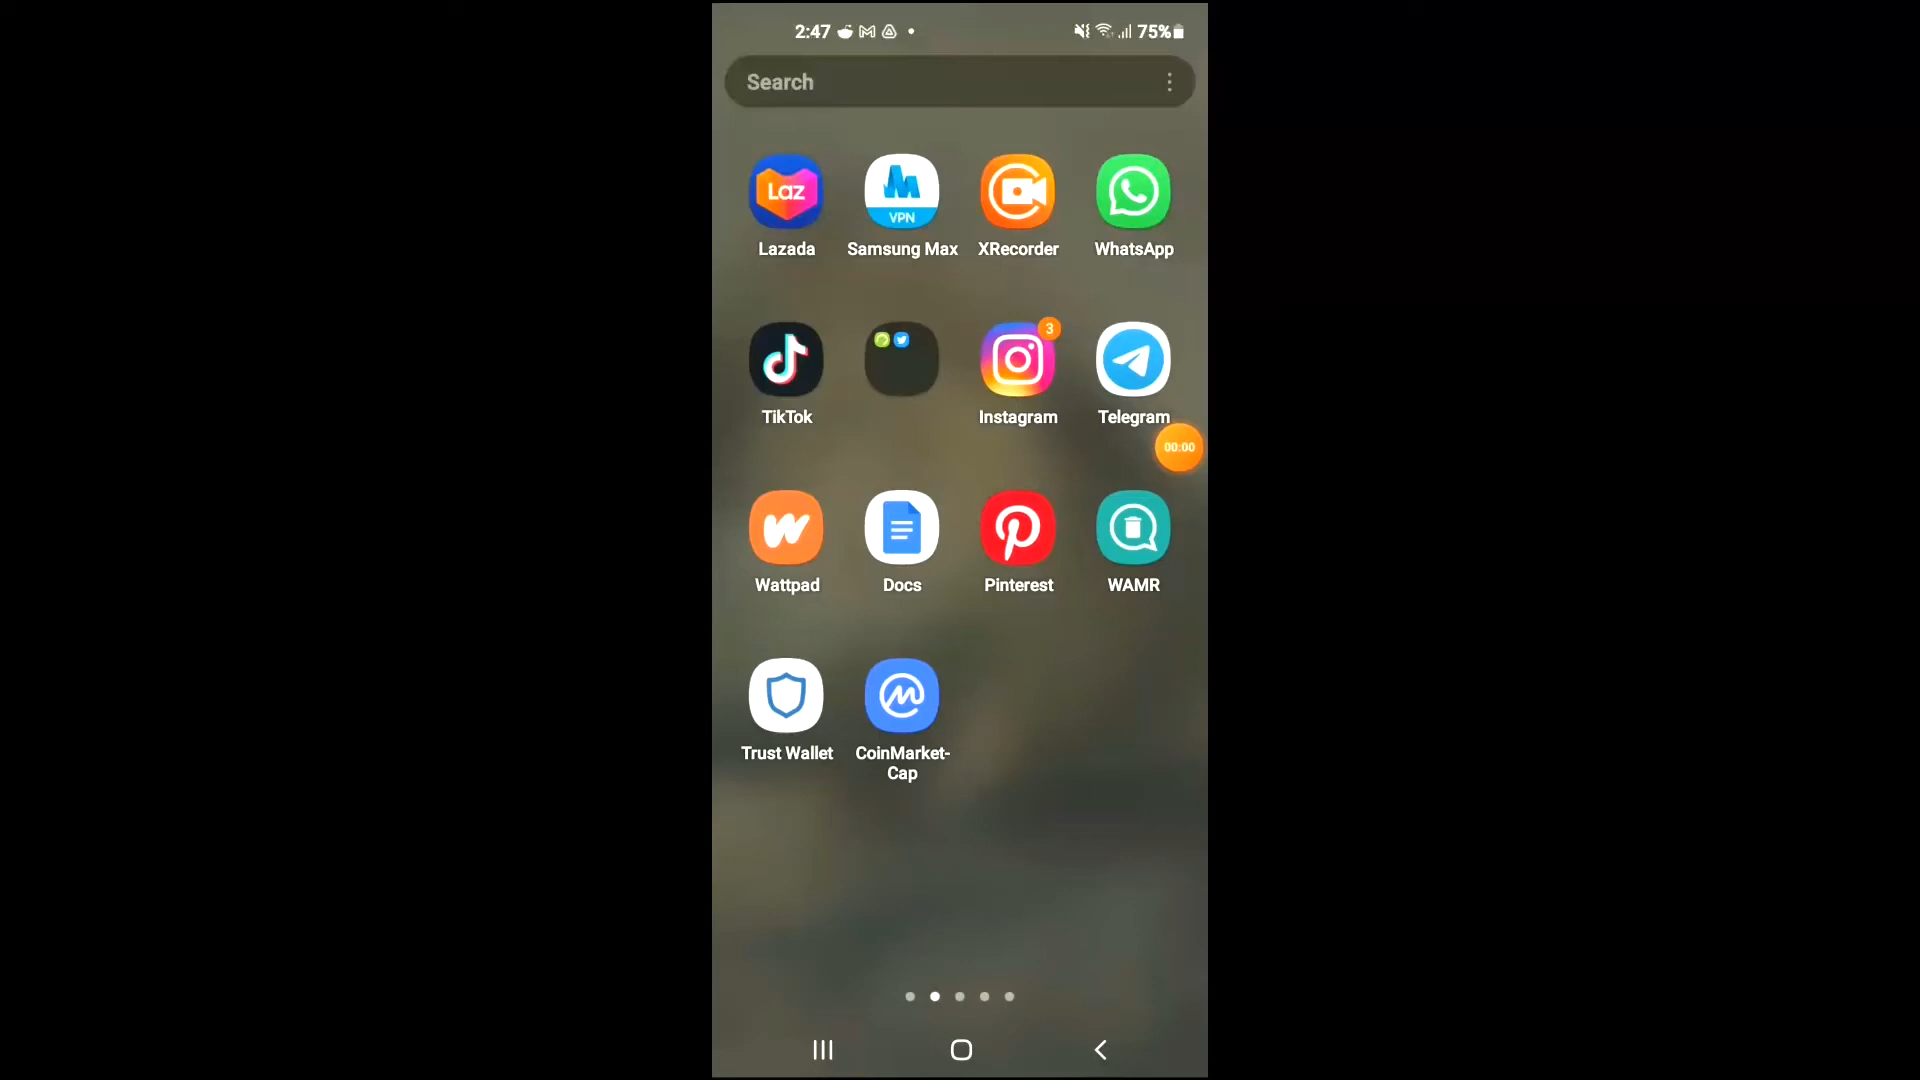 2:47
75%
Search
Laz
VPN
Lazada
Samsung Max
XRecorder
WhatsApp
3
TikTok
Instagram
Telegram
00:00
Wattpad
Docs
Pinterest
WAMR
Trust Wallet
CoinMarket-
Cap